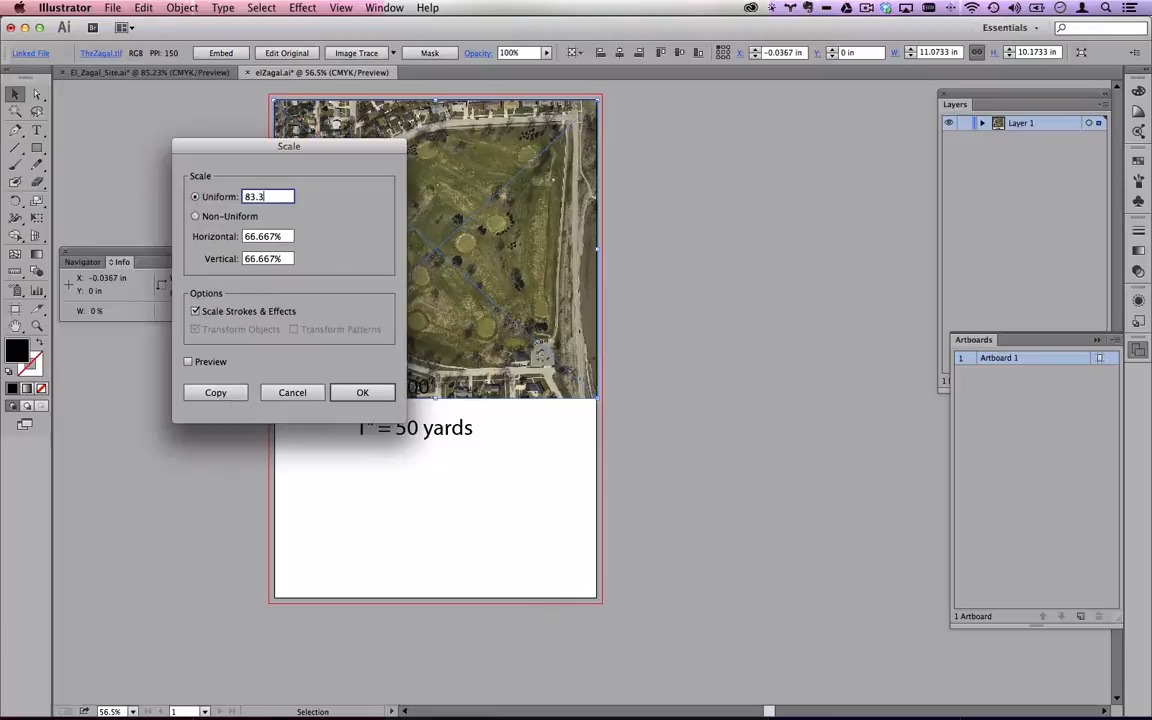 Illustrator File Edit Object Type Select Effect View Window Help
Ai Br Essentials
Linked File TheZagal.tif RGB PPI: 150 Embed Edit Original Image Trace Mask Opacity: 100% X: -0.0367 in Y: 0 in W: 11.0733 in H: 10.1733 in
El_Zagal_Site.ai* @ 85.23% (CMYK/Preview) elZagal.ai* @ 56.5% (CMYK/Preview)
Layers
Layer 1
Scale
Scale
Uniform: 83.3
Non-Uniform
Horizontal: 66.667%
Vertical: 66.667%
Options
Scale Strokes & Effects
Transform Objects Transform Patterns
Preview
Copy Cancel OK
Navigator Info
X: -0.0367 in
Y: 0 in
W: 0 %
1" = 50 yards
Artboards
1 Artboard 1
1 Artboard
56.5% 1 Selection